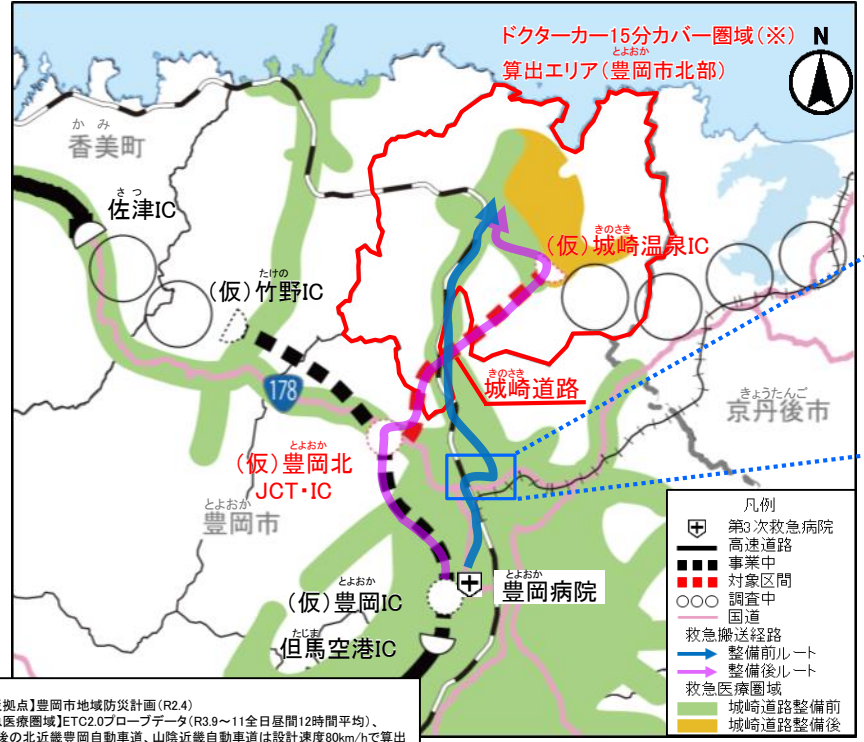 ドクターカー15分カバー圏域(※)
とよおか
算出エリア(豊岡市北部)
N
かみ
香美町
さつ
佐津IC
たけの
(仮)竹野IC
きのさき
(仮)城崎温泉IC
178
きのさき
城崎道路
きょうたんご
京丹後市
とよおか
(仮)豊岡北
JCT・IC
とよおか
豊岡市
とよおか
(仮)豊岡IC
とよおか
豊岡病院
たじま
但馬空港IC
凡例
第3次救急病院
高速道路
事業中
対象区間
調査中
国道
救急搬送経路
整備前ルート
整備後ルート
救急医療圏域
城崎道路整備前
城崎道路整備後
拠点】豊岡市地域防災計画(R2.4)
医療圏域】ETC2.0プローブデータ(R3.9~11全日昼間12時間平均)、
後の北近畿豊岡自動車道、山陰近畿自動車道は設計速度80km/hで算出